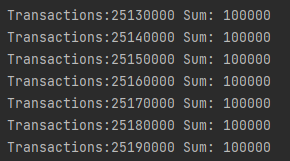 Transactions:25130000 Sum: 100000
Transactions:25140000 Sum: 100000
Transactions:25150000 Sum: 100000
Transactions:25160000 Sum: 100000
Transactions:25170000 Sum: 100000
Transactions:25180000 Sum: 100000
Transactions:25190000 Sum: 100000